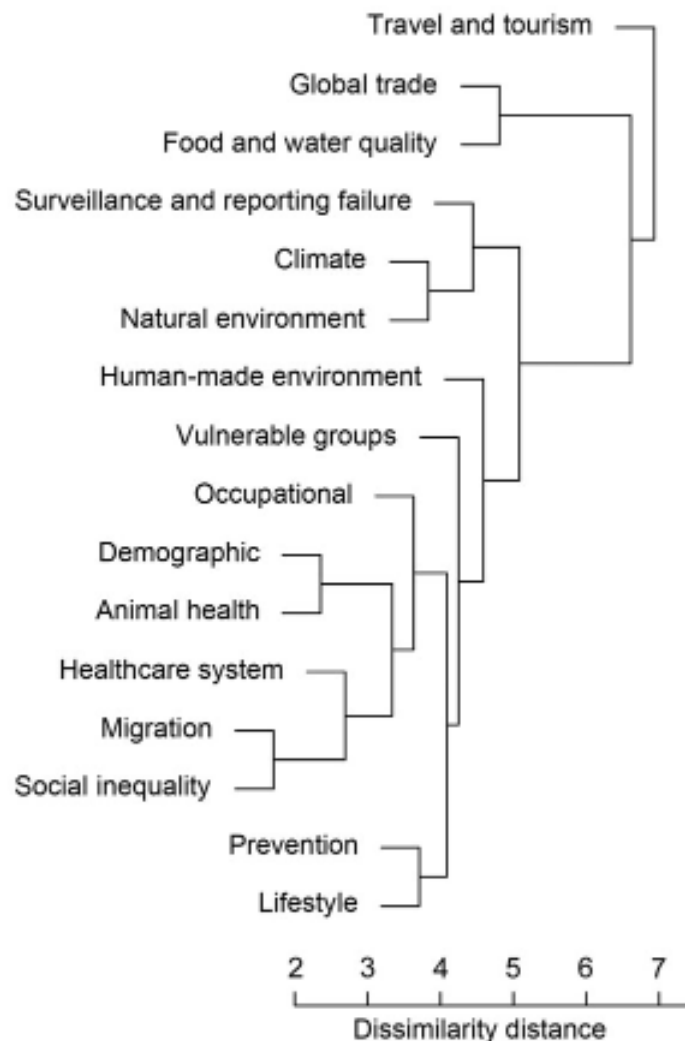 Travel and tourism
Global trade
Food and water quality
Surveillance and reporting failure
Climate
Natural environment
Human-made environment
Vulnerable groups
Occupational
Demographic
Animal health
Healthcare system
Migration
Social inequality
Prevention
Lifestyle
2 3 4 5 6 7
Dissimilarity distance